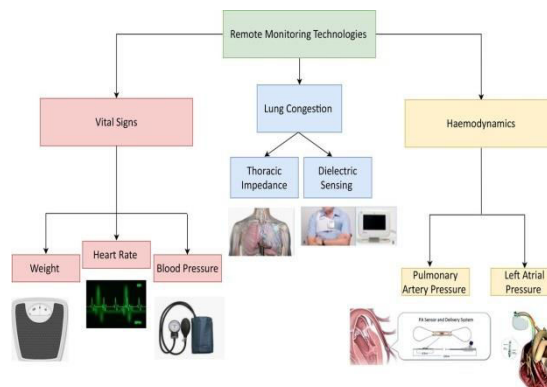 Remote Monitoring Technologies
Vital Signs
Lung Congestion
Haemodynamics
Thoracic
Impedance
Dielectric
Sensing
Weight
Heart Rate
Blood Pressure
Pulmonary
Artery Pressure
Left Atrial
Pressure
PA Sensor and Delivery System